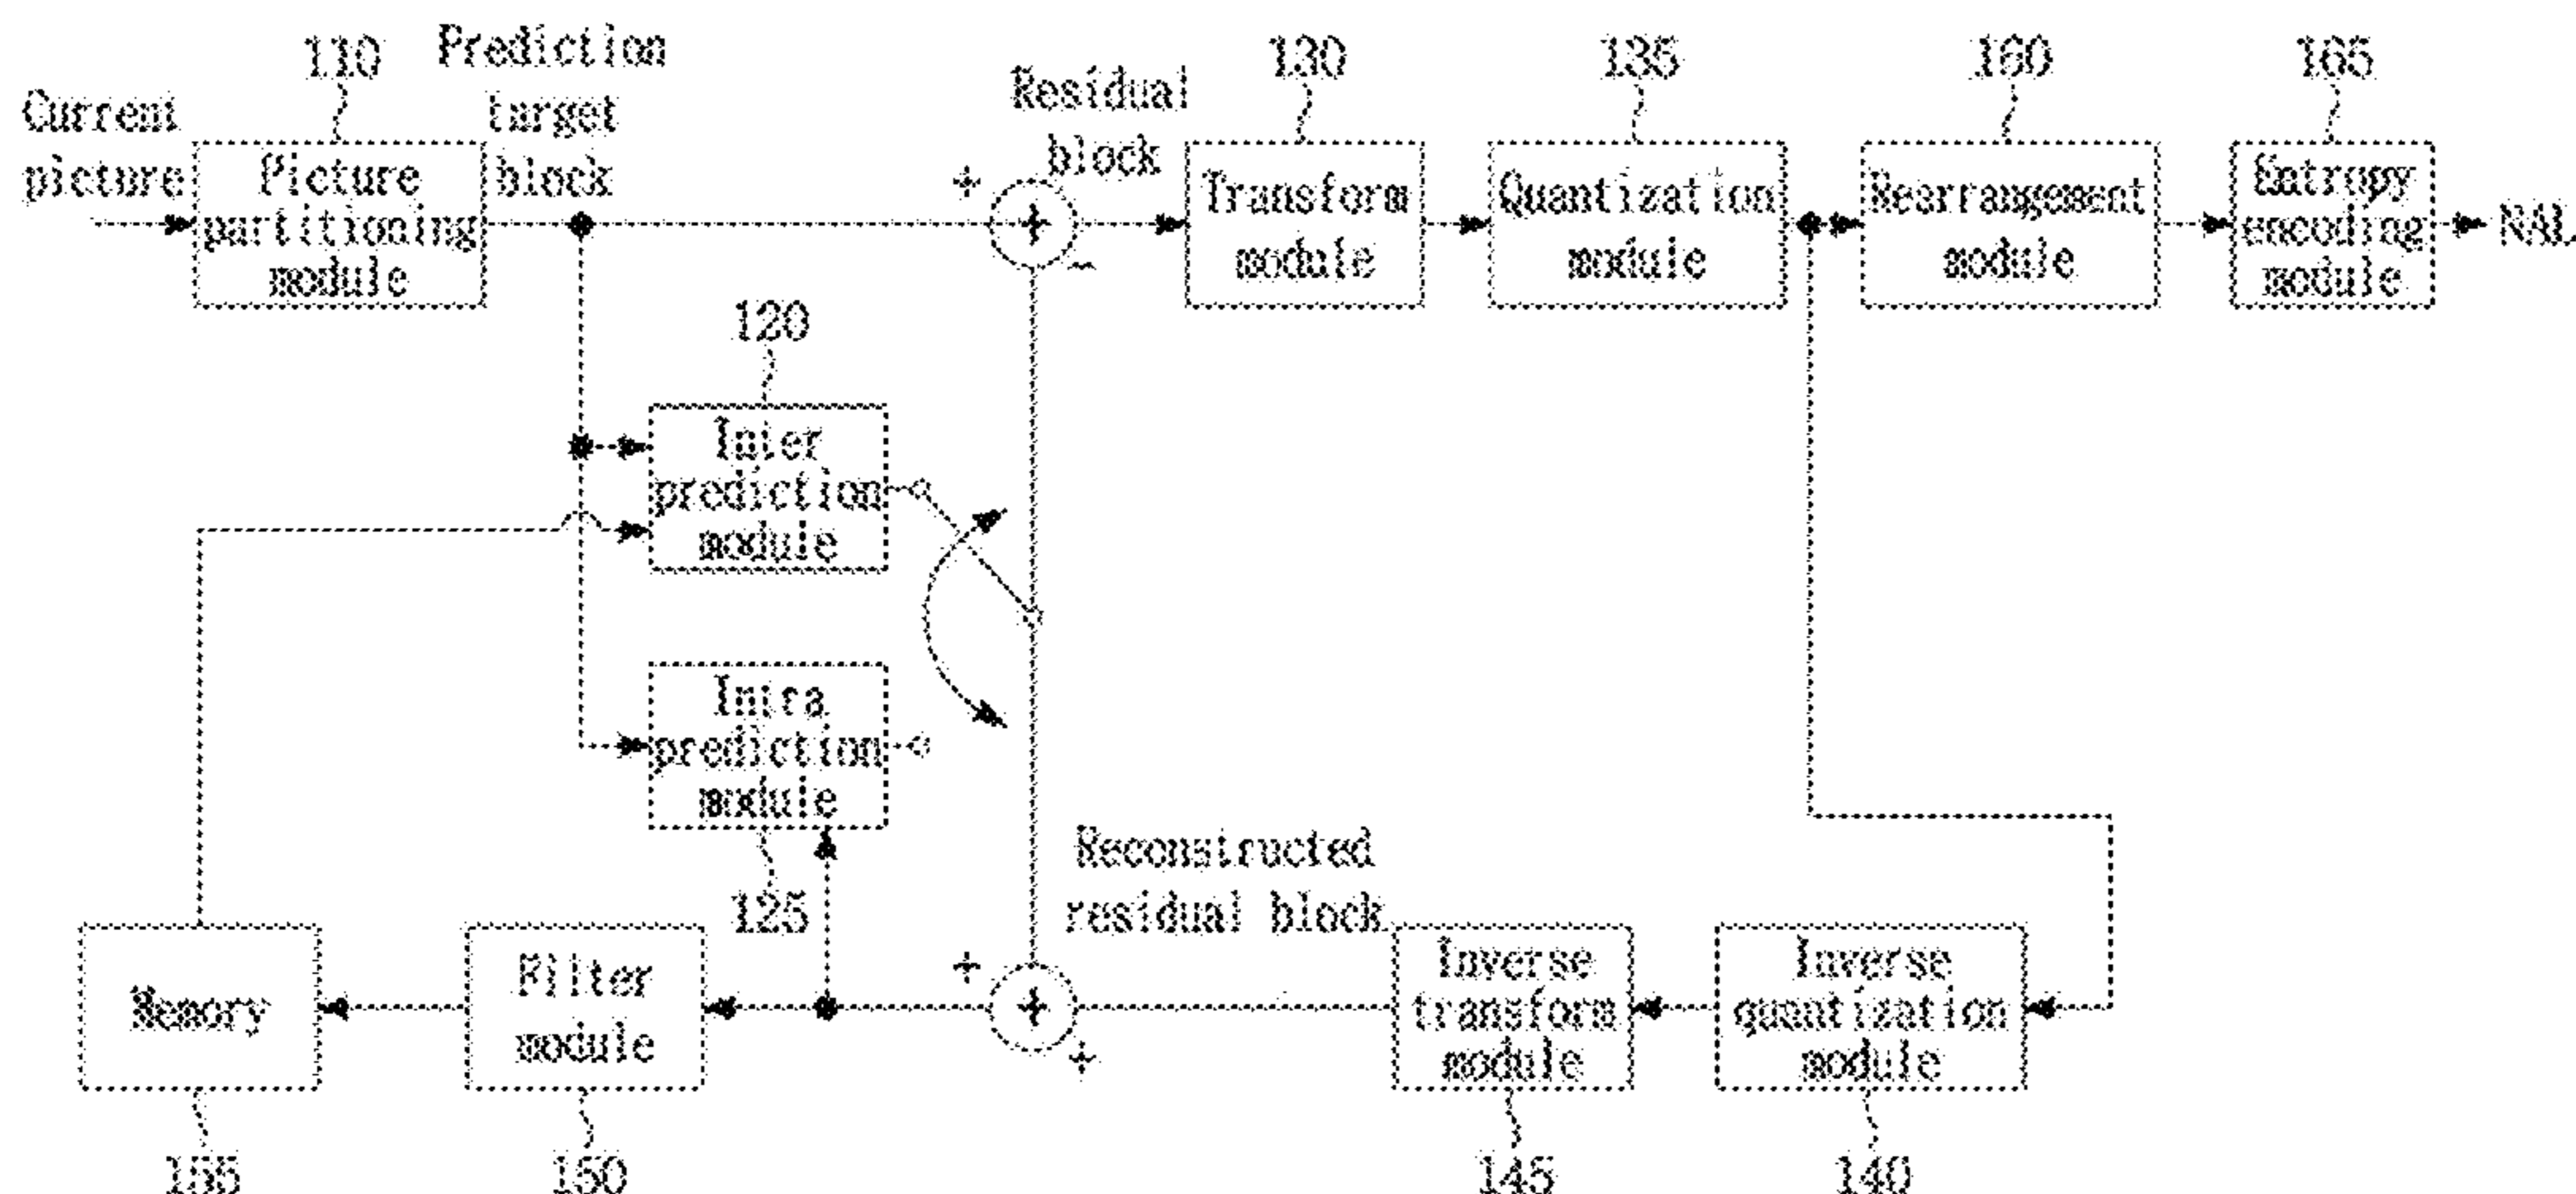 110
Prediction
target
block
Current
picture
Picture
partitioning
module
Residual
block
130
135
160
165
+
+
-
Transform
module
Quantization
module
Rearrangement
module
Entropy
encoding
module
NAL
120
Inter
prediction
module
Intra
prediction
module
125
Reconstructed
residual block
Memory
Filter
module
+
+
+
Inverse
transform
module
Inverse
quantization
module
155
150
145
140